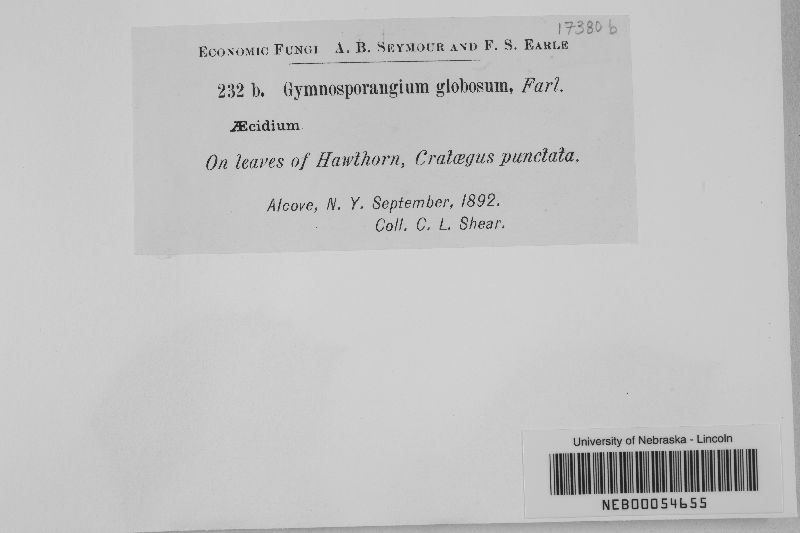 17380 b
Economic Fungi A. B. Seymour and F. S. Earle
232 b. Gymnosporangium globosum, Farl.
Æcidium
On leaves of Hawthorn, Cratægus punctata.
Alcove, N. Y. September, 1892.
Coll. C. L. Shear.
University of Nebraska - Lincoln
NEB00054655